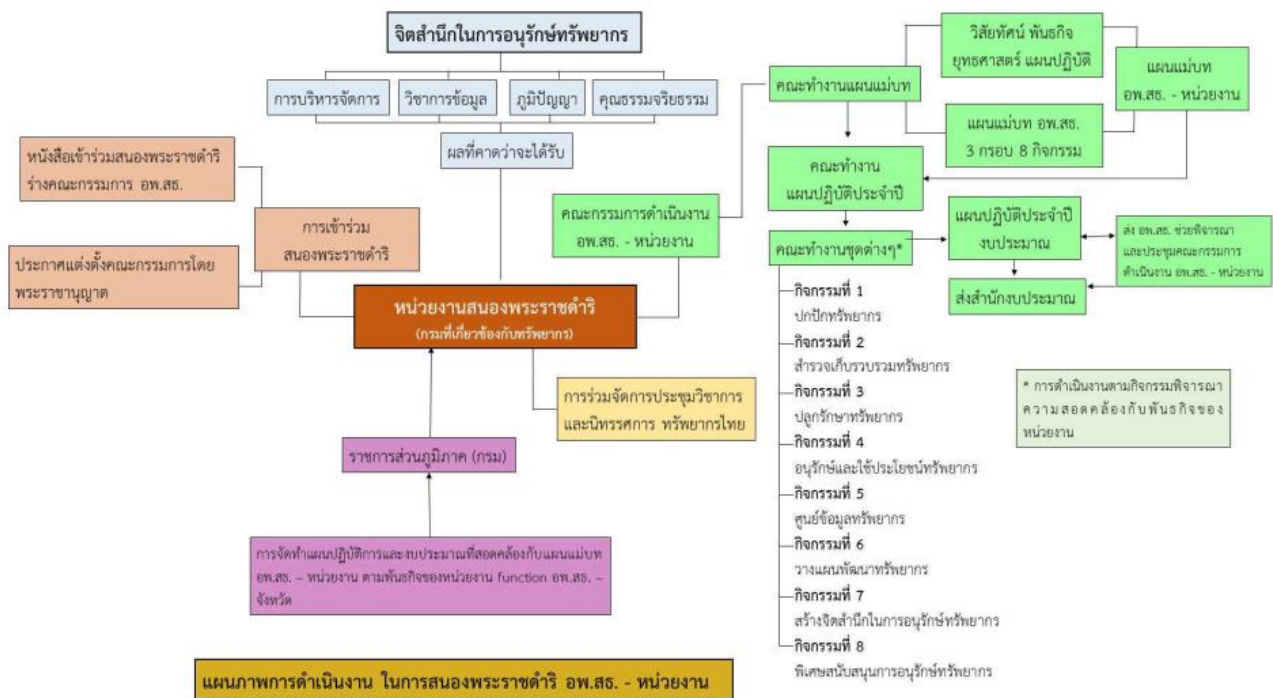 จิตสำนึกในการอนุรักษ์ทรัพยากร
การบริหารจัดการ
วิชาการข้อมูล
ภูมิปัญญา
คุณธรรมจริยธรรม
ผลที่คาดว่าจะได้รับ
หนังสือเข้าร่วมสนองพระราชดำริ
ร่างคณะกรรมการ อพ.สธ.
ประกาศแต่งตั้งคณะกรรมการโดย
พระราชานุญาต
การเข้าร่วม
สนองพระราชดำริ
หน่วยงานสนองพระราชดำริ
(กรมที่เกี่ยวข้องกับทรัพยากร)
คณะกรรมการดำเนินงาน
อพ.สธ. - หน่วยงาน
การร่วมจัดการประชุมวิชาการ
และนิทรรศการ ทรัพยากรไทย
ราชการส่วนภูมิภาค (กรม)
การจัดทำแผนปฏิบัติการและงบประมาณที่สอดคล้องกับแผนแม่บท
อพ.สธ. – หน่วยงาน ตามพันธกิจของหน่วยงาน function อพ.สธ. –
จังหวัด
คณะทำงานแผนแม่บท
วิสัยทัศน์ พันธกิจ
ยุทธศาสตร์ แผนปฏิบัติ
แผนแม่บท อพ.สธ.
3 กรอบ 8 กิจกรรม
แผนแม่บท
อพ.สธ. - หน่วยงาน
คณะทำงาน
แผนปฏิบัติประจำปี
คณะทำงานชุดต่างๆ*
แผนปฏิบัติประจำปี
งบประมาณ
ส่ง อพ.สธ. ช่วยพิจารณา
และประชุมคณะกรรมการ
ดำเนินงาน อพ.สธ. - หน่วยงาน
ส่งสำนักงบประมาณ
กิจกรรมที่ 1
ปกปักทรัพยากร
กิจกรรมที่ 2
สำรวจเก็บรวบรวมทรัพยากร
กิจกรรมที่ 3
ปลูกรักษาทรัพยากร
กิจกรรมที่ 4
อนุรักษ์และใช้ประโยชน์ทรัพยากร
กิจกรรมที่ 5
ศูนย์ข้อมูลทรัพยากร
กิจกรรมที่ 6
วางแผนพัฒนาทรัพยากร
กิจกรรมที่ 7
สร้างจิตสำนึกในการอนุรักษ์ทรัพยากร
กิจกรรมที่ 8
พิเศษสนับสนุนการอนุรักษ์ทรัพยากร
* การดำเนินงานตามกิจกรรมพิจารณา
ความสอดคล้องกับพันธกิจของ
หน่วยงาน
แผนภาพการดำเนินงาน ในการสนองพระราชดำริ อพ.สธ. - หน่วยงาน